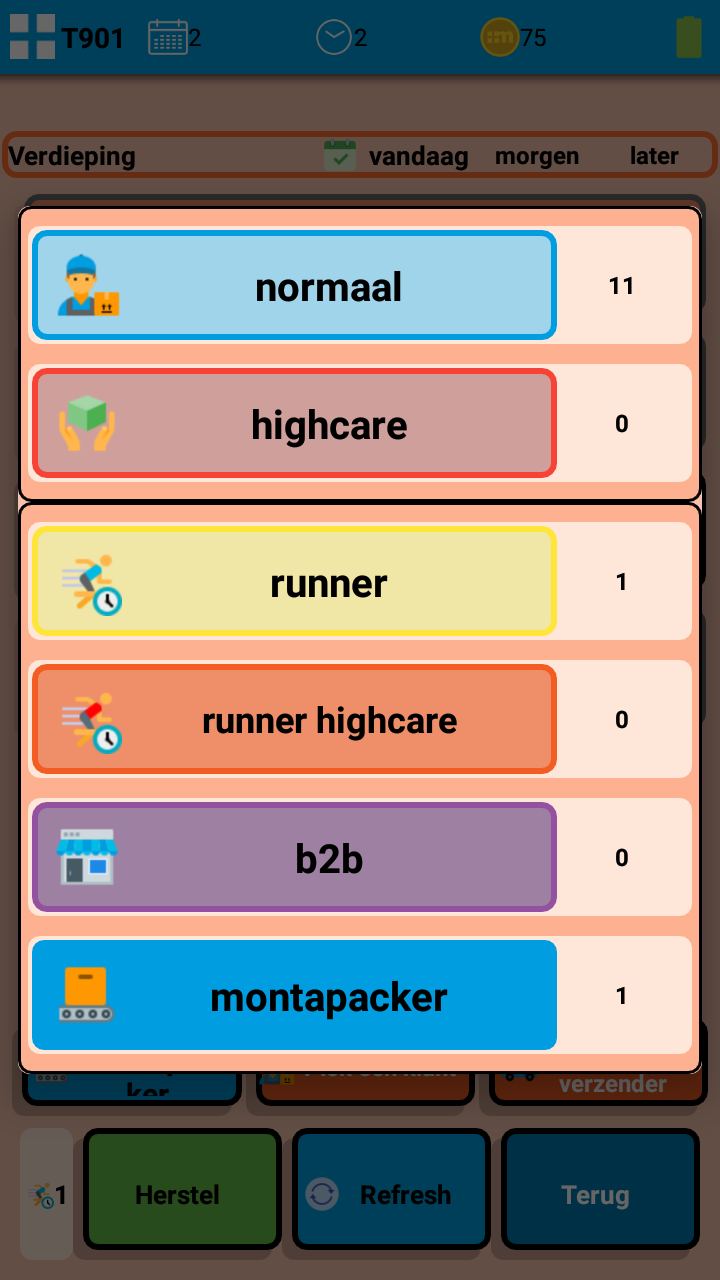 T901 2 2 :m 75
Verdieping vandaag morgen later
normaal 11
highcare 0
runner 1
runner highcare 0
b2b 0
montapacker 1
ker verzender
1 Herstel Refresh Terug